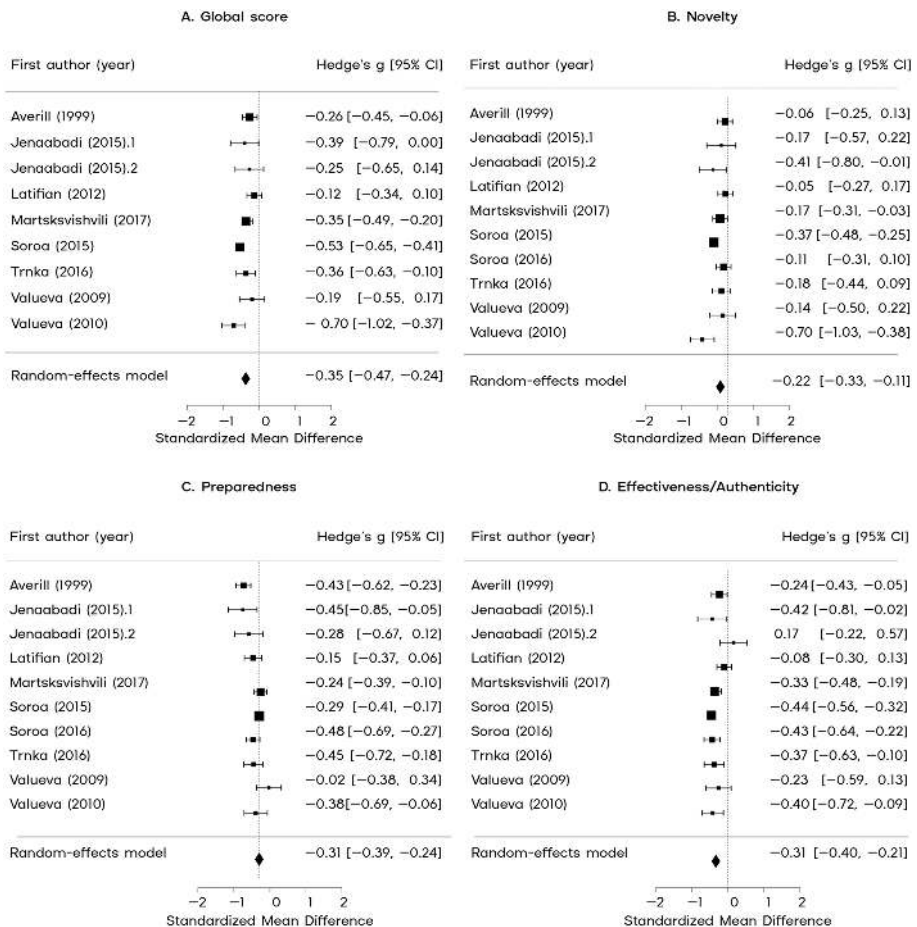 A. Global score
First author (year) Hedge's g [95% CI]
Averill (1999) −0.26 [−0.45, −0.06]
Jenaabadi (2015).1 −0.39 [−0.79, 0.00]
Jenaabadi (2015).2 −0.25 [−0.65, 0.14]
Latifian (2012) −0.12 [−0.34, 0.10]
Martsksvishvili (2017) −0.35 [−0.49, −0.20]
Soroa (2015) −0.53 [−0.65, −0.41]
Trnka (2016) −0.36 [−0.63, −0.10]
Valueva (2009) −0.19 [−0.55, 0.17]
Valueva (2010) − 0.70 [−1.02, −0.37]
Random-effects model −0.35 [−0.47, −0.24]
−2 −1 0 1 2
Standardized Mean Difference
B. Novelty
First author (year) Hedge's g [95% CI]
Averill (1999) −0.06 [−0.25, 0.13]
Jenaabadi (2015).1 −0.17 [−0.57, 0.22]
Jenaabadi (2015).2 −0.41 [−0.80, −0.01]
Latifian (2012) −0.05 [−0.27, 0.17]
Martsksvishvili (2017) −0.17 [−0.31, −0.03]
Soroa (2015) −0.37 [−0.48, −0.25]
Soroa (2016) −0.11 [−0.31, 0.10]
Trnka (2016) −0.18 [−0.44, 0.09]
Valueva (2009) −0.14 [−0.50, 0.22]
Valueva (2010) −0.70 [−1.03, −0.38]
Random-effects model −0.22 [−0.33, −0.11]
−2 −1 0 1 2
Standardized Mean Difference
C. Preparedness
First author (year) Hedge's g [95% CI]
Averill (1999) −0.43 [−0.62, −0.23]
Jenaabadi (2015).1 −0.45[−0.85, −0.05]
Jenaabadi (2015).2 −0.28 [−0.67, 0.12]
Latifian (2012) −0.15 [−0.37, 0.06]
Martsksvishvili (2017) −0.24 [−0.39, −0.10]
Soroa (2015) −0.29 [−0.41, −0.17]
Soroa (2016) −0.48 [−0.69, −0.27]
Trnka (2016) −0.45 [−0.72, −0.18]
Valueva (2009) −0.02 [−0.38, 0.34]
Valueva (2010) −0.38[−0.69, −0.06]
Random-effects model −0.31 [−0.39, −0.24]
−2 −1 0 1 2
Standardized Mean Difference
D. Effectiveness/Authenticity
First author (year) Hedge's g [95% CI]
Averill (1999) −0.24 [−0.43, −0.05]
Jenaabadi (2015).1 −0.42 [−0.81, −0.02]
Jenaabadi (2015).2 0.17 [−0.22, 0.57]
Latifian (2012) −0.08 [−0.30, 0.13]
Martsksvishvili (2017) −0.33 [−0.48, −0.19]
Soroa (2015) −0.44 [−0.56, −0.32]
Soroa (2016) −0.43 [−0.64, −0.22]
Trnka (2016) −0.37 [−0.63, −0.10]
Valueva (2009) −0.23 [−0.59, 0.13]
Valueva (2010) −0.40 [−0.72, −0.09]
Random-effects model −0.31 [−0.40, −0.21]
−2 −1 0 1 2
Standardized Mean Difference